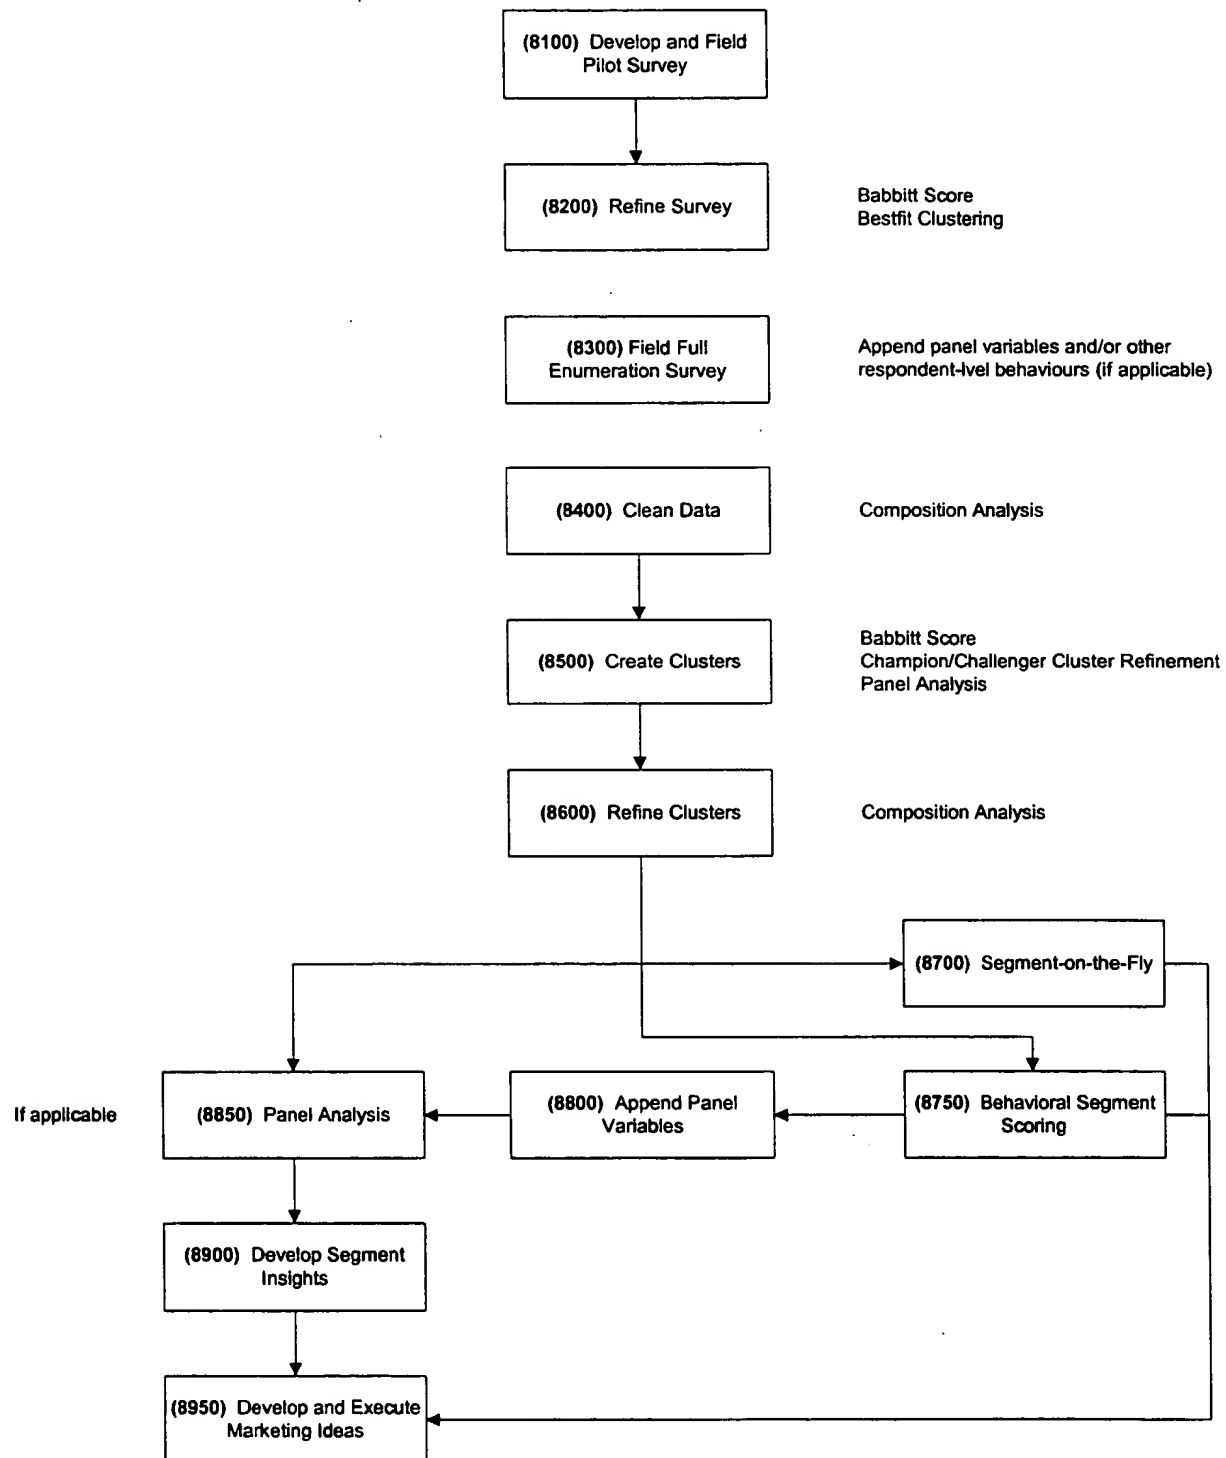 (8100) Develop and Field
Pilot Survey
(8200) Refine Survey
Babbitt Score
Bestfit Clustering
(8300) Field Full
Enumeration Survey
Append panel variables and/or other
respondent-lvel behaviours (if applicable)
(8400) Clean Data
Composition Analysis
(8500) Create Clusters
Babbitt Score
Champion/Challenger Cluster Refinement
Panel Analysis
(8600) Refine Clusters
Composition Analysis
(8700) Segment-on-the-Fly
If applicable
(8850) Panel Analysis
(8800) Append Panel
Variables
(8750) Behavioral Segment
Scoring
(8900) Develop Segment
Insights
(8950) Develop and Execute
Marketing Ideas